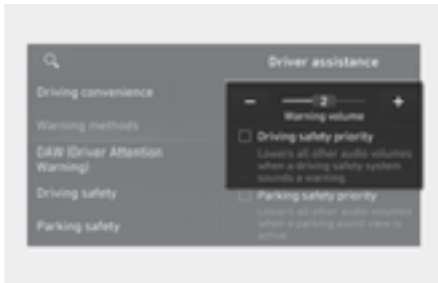 Driver assistance
Driving convenience
Warning methods
DAW (Driver Attention
Warning)
Driving safety
Parking safety
− 2 +
Warning volume
Driving safety priority
Lowers all other audio volumes
when a driving safety system
sounds a warning.
Parking safety priority
Lowers all other audio volumes
when a parking assist view is
active.